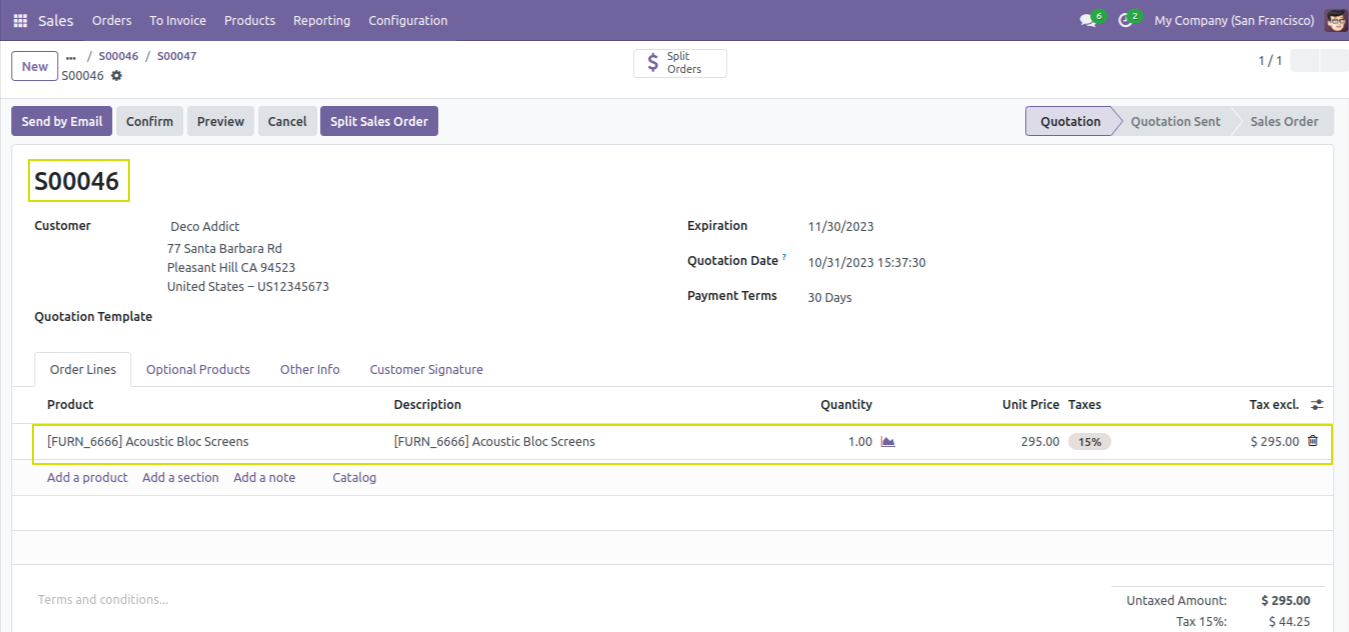 Sales Orders To Invoice Products Reporting Configuration 6 2 My Company (San Francisco)
New ... / S00046 / S00047
S00046
$ Split Orders
1 / 1
Send by Email Confirm Preview Cancel Split Sales Order Quotation Quotation Sent Sales Order
S00046
Customer Deco Addict Expiration 11/30/2023
77 Santa Barbara Rd
Pleasant Hill CA 94523 Quotation Date ? 10/31/2023 15:37:30
United States – US12345673 Payment Terms 30 Days
Quotation Template
Order Lines Optional Products Other Info Customer Signature
Product Description Quantity Unit Price Taxes Tax excl.
[FURN_6666] Acoustic Bloc Screens [FURN_6666] Acoustic Bloc Screens 1.00 295.00 15% $ 295.00
Add a product Add a section Add a note Catalog
Terms and conditions... Untaxed Amount: $ 295.00
Tax 15%: $ 44.25